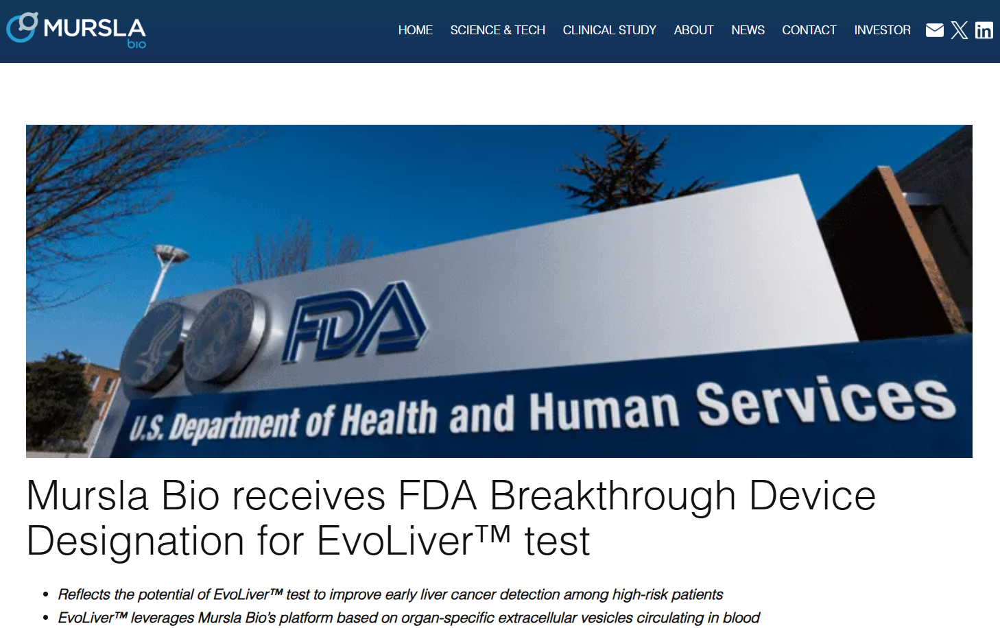 MURSLA
bio
HOME SCIENCE & TECH CLINICAL STUDY ABOUT NEWS CONTACT INVESTOR
FDA
U.S. Department of Health and Human Services
Mursla Bio receives FDA Breakthrough Device
Designation for EvoLiver™ test
• Reflects the potential of EvoLiver™ test to improve early liver cancer detection among high-risk patients
• EvoLiver™ leverages Mursla Bio's platform based on organ-specific extracellular vesicles circulating in blood